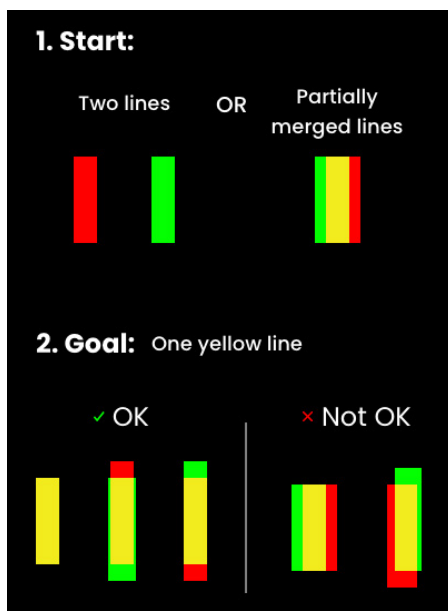 1. Start:
Two lines OR Partially
merged lines
2. Goal: One yellow line
✓ OK
× Not OK